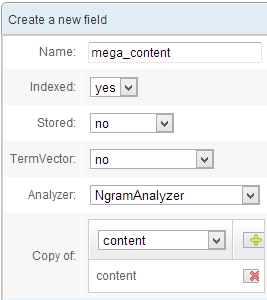 Create a new field
Name: mega_content
Indexed: yes
Stored: no
TermVector: no
Analyzer: NgramAnalyzer
content
Copy of:
content